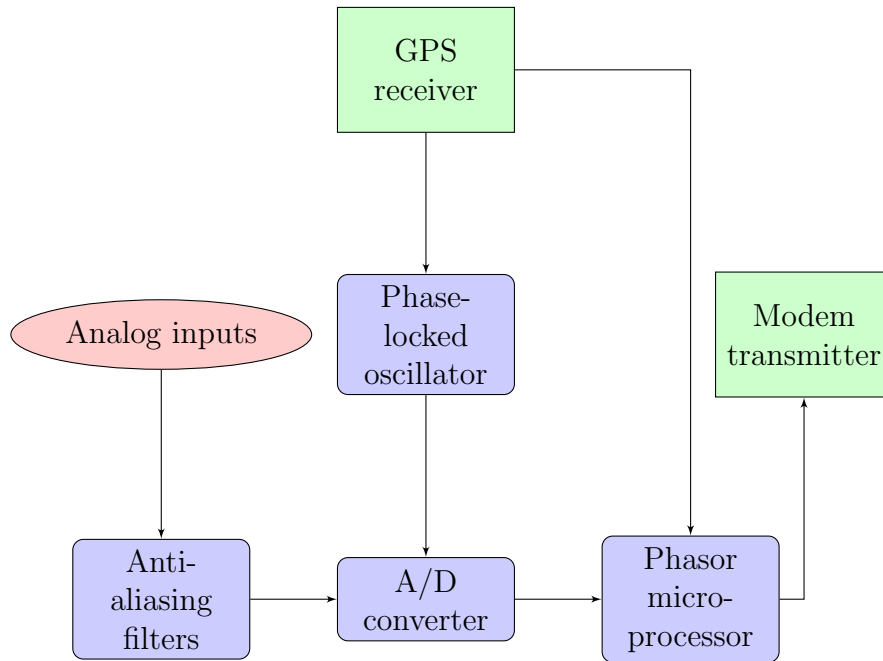 GPS
receiver
Phase-
locked
oscillator
Analog inputs
Modem
transmitter
Anti-
aliasing
filters
A/D
converter
Phasor
micro-
processor